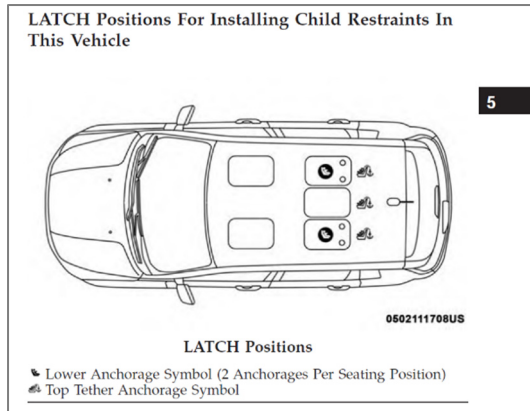 LATCH Positions For Installing Child Restraints In
This Vehicle
5
0502111708US
LATCH Positions
Lower Anchorage Symbol (2 Anchorages Per Seating Position)
Top Tether Anchorage Symbol